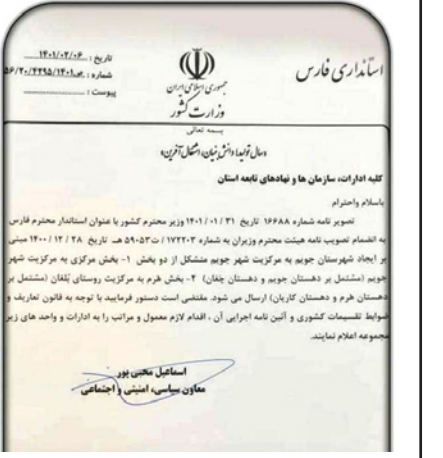 استانداری فارس
جمهوری اسلامی ایران
وزارت کشور
تاریخ : ۱۴۰۱/۰۲/۰۶
شماره : ۵۶/۲۰/۴۲۹۵/۱۴۰۱ص
پیوست :
بسمه تعالی
«سال تولید؛ دانش بنیان، اشتغال آفرین»
کلیه ادارات، سازمان ها و نهادهای تابعه استان
باسلام واحترام
تصویر نامه شماره ۱۶۶۸۸ تاریخ ۳۱ / ۰۱ / ۱۴۰۱ وزیر محترم کشور با عنوان استاندار محترم فارس
به انضمام تصویب نامه هیئت محترم وزیران به شماره ۱۷۲۲۰۳ / ت۵۹۰۵۳ هـ تاریخ ۲۸ / ۱۲ / ۱۴۰۰ مبنی
بر ایجاد شهرستان جویم به مرکزیت شهر جویم متشکل از دو بخش ۱- بخش مرکزی به مرکزیت شهر
جویم (مشتمل بر دهستان جویم و دهستان چغان) ۲- بخش هرم به مرکزیت روستای بُلغان (مشتمل بر
دهستان هرم و دهستان کاریان) ارسال می شود. مقتضی است دستور فرمایید با توجه به قانون تعاریف و
ضوابط تقسیمات کشوری و آئین نامه اجرایی آن ، اقدام لازم معمول و مراتب را به ادارات و واحد های زیر
مجموعه اعلام نمایند.
اسماعیل محبی پور
معاون سیاسی، امنیتی و اجتماعی